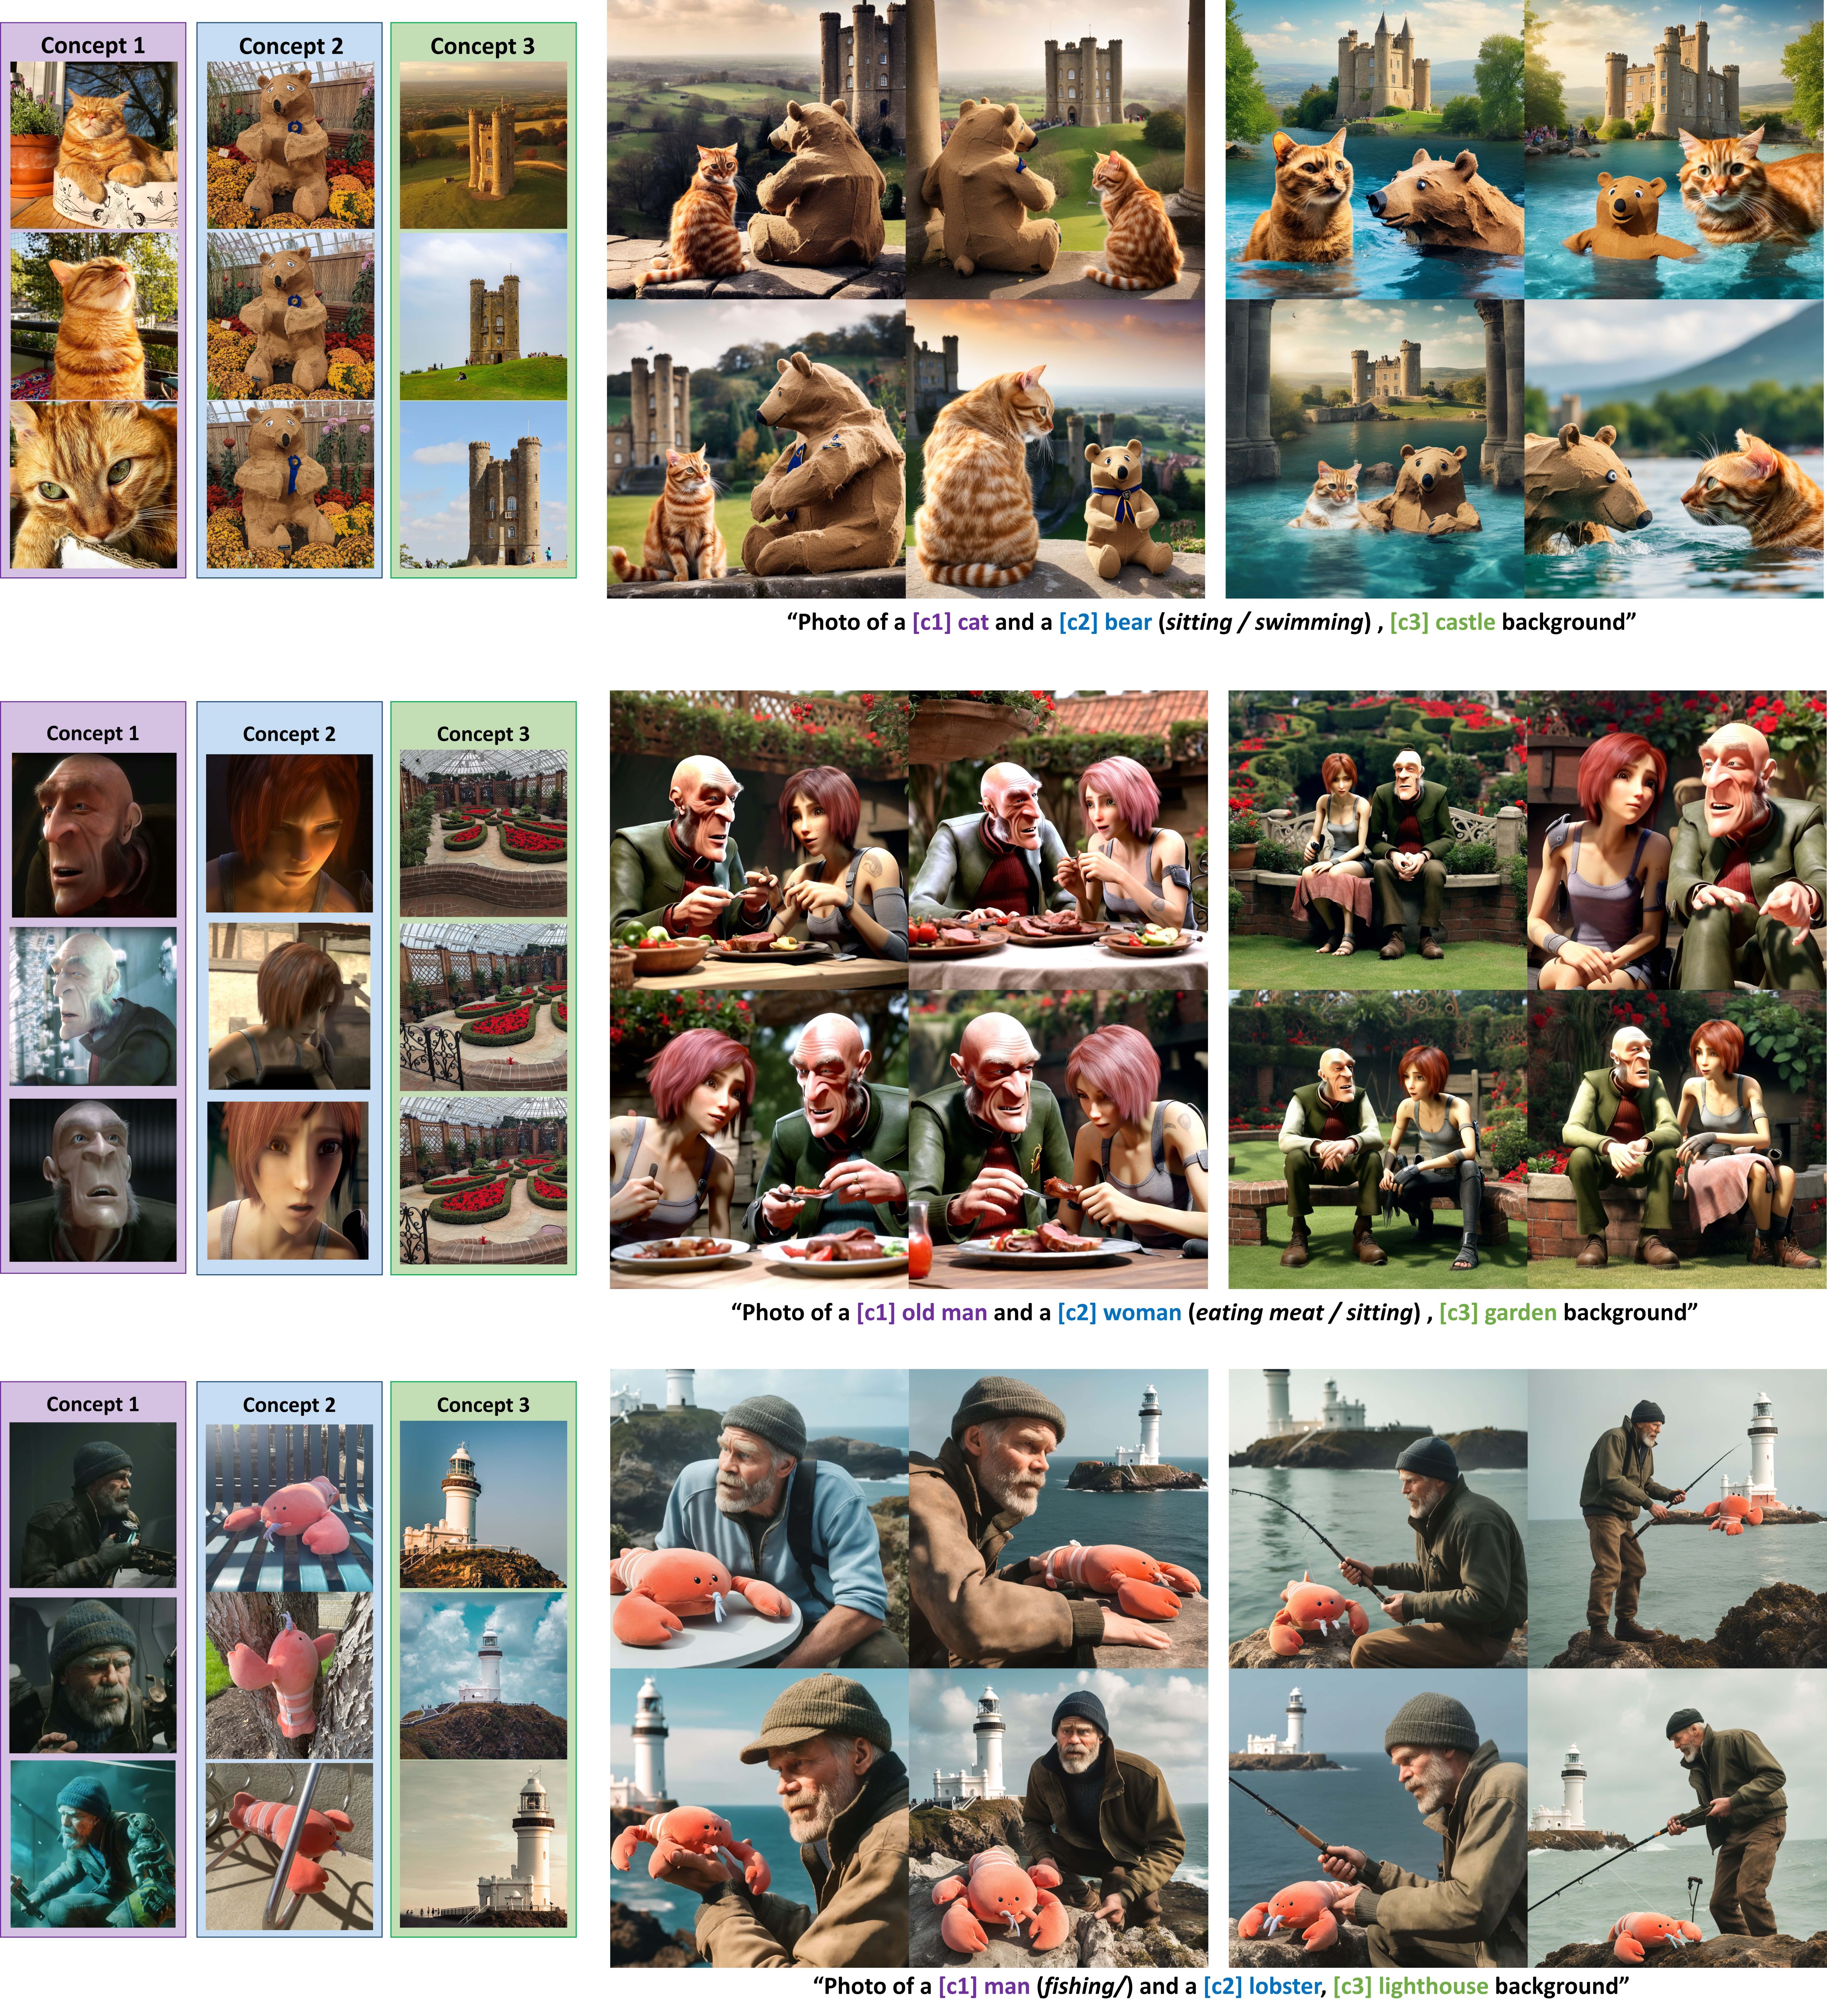 Concept 1
Concept 2
Concept 3
“Photo of a [c1] cat and a [c2] bear (sitting / swimming) , [c3] castle background”
Concept 1
Concept 2
Concept 3
“Photo of a [c1] old man and a [c2] woman (eating meat / sitting) , [c3] garden background”
Concept 1
Concept 2
Concept 3
“Photo of a [c1] man (fishing/) and a [c2] lobster, [c3] lighthouse background”